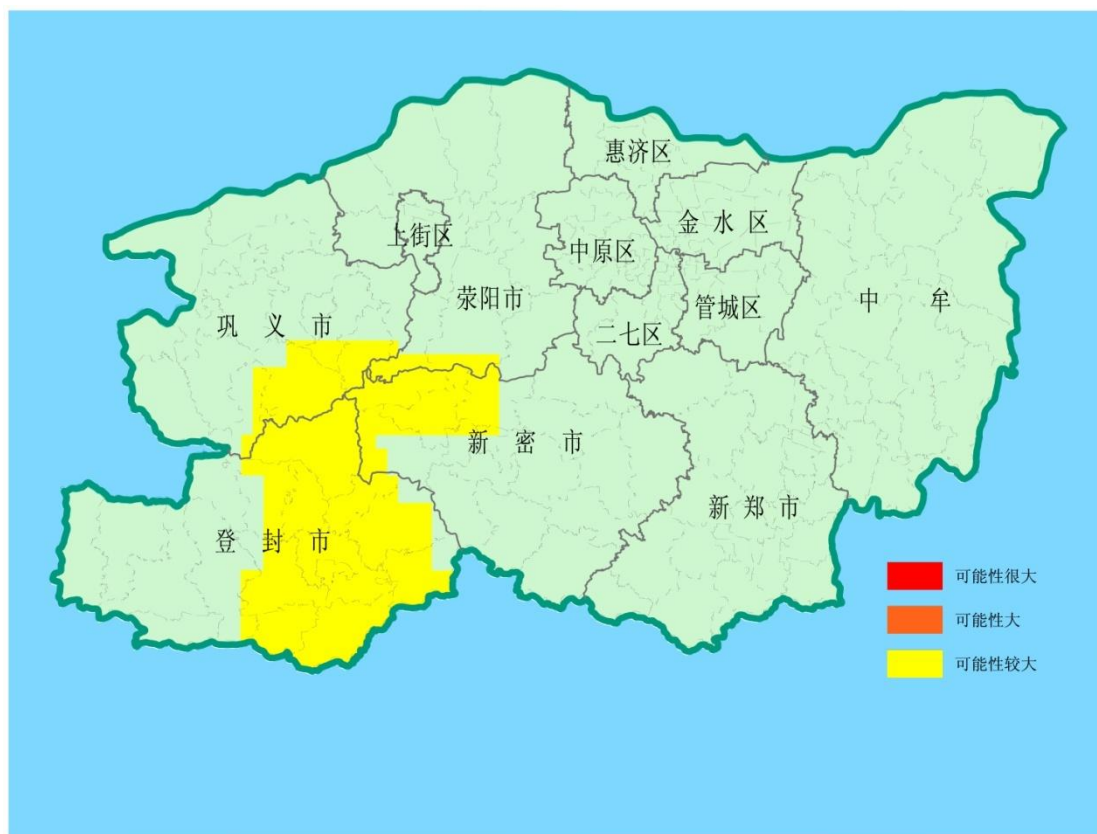 惠济区
金水区
上街区
中原区
荥阳市
管城区
中牟
巩义市
二七区
新密市
新郑市
登封市
可能性很大
可能性大
可能性较大